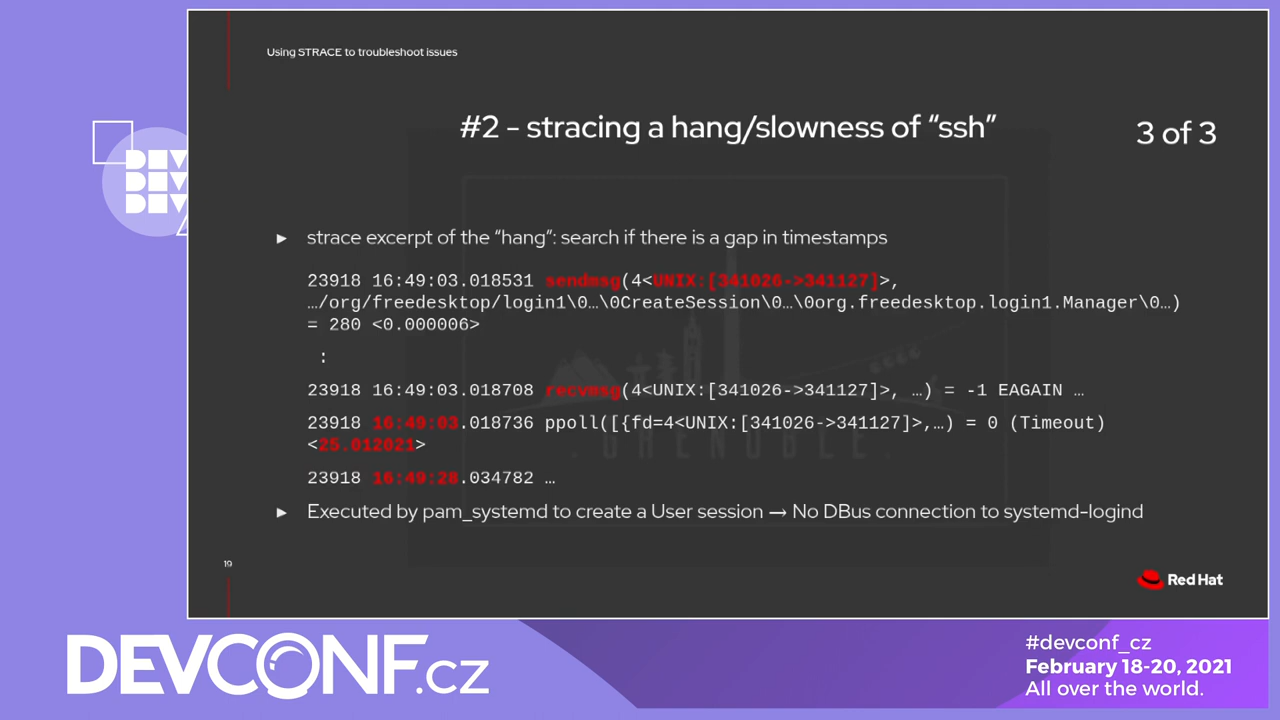 Using STRACE to troubleshoot issues
#2 - stracing a hang/slowness of “ssh”
3 of 3
► strace excerpt of the “hang”: search if there is a gap in timestamps
23918 16:49:03.018531 sendmsg(4<UNIX:[341026->341127]>,
…/org/freedesktop/login1\0…\0CreateSession\0…\0org.freedesktop.login1.Manager\0…)
= 280 <0.000006>
:
23918 16:49:03.018708 recvmsg(4<UNIX:[341026->341127]>, …) = -1 EAGAIN …
23918 16:49:03.018736 ppoll([{fd=4<UNIX:[341026->341127]>,…) = 0 (Timeout)
<25.012021>
23918 16:49:28.034782 …
► Executed by pam_systemd to create a User session → No DBus connection to systemd-logind
GRENOBLE
19
Red Hat
DEV
DEV
DEV
DEVCONF.cz
#devconf_cz
February 18-20, 2021
All over the world.